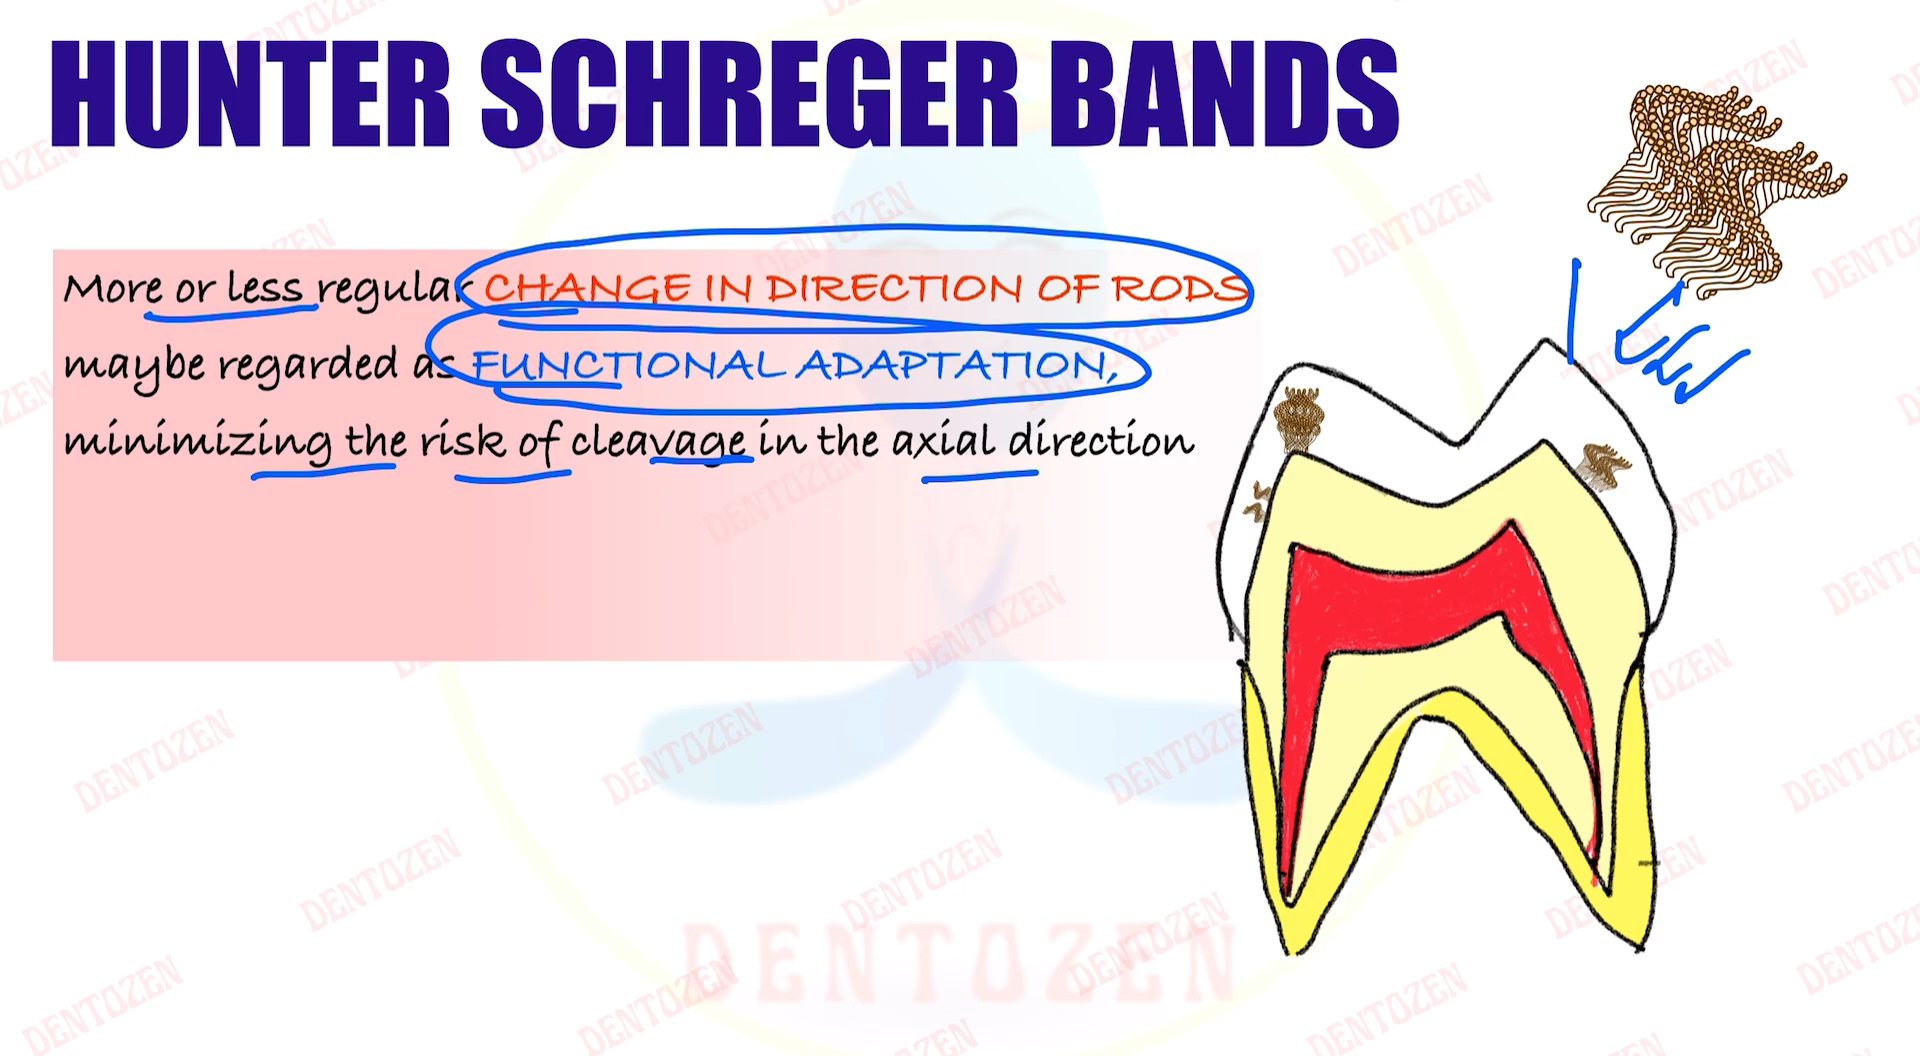 HUNTER SCHREGER BANDS
More or less regular CHANGE IN DIRECTION OF RODS
maybe regarded as FUNCTIONAL ADAPTATION,
minimizing the risk of cleavage in the axial direction
DENTOZEN